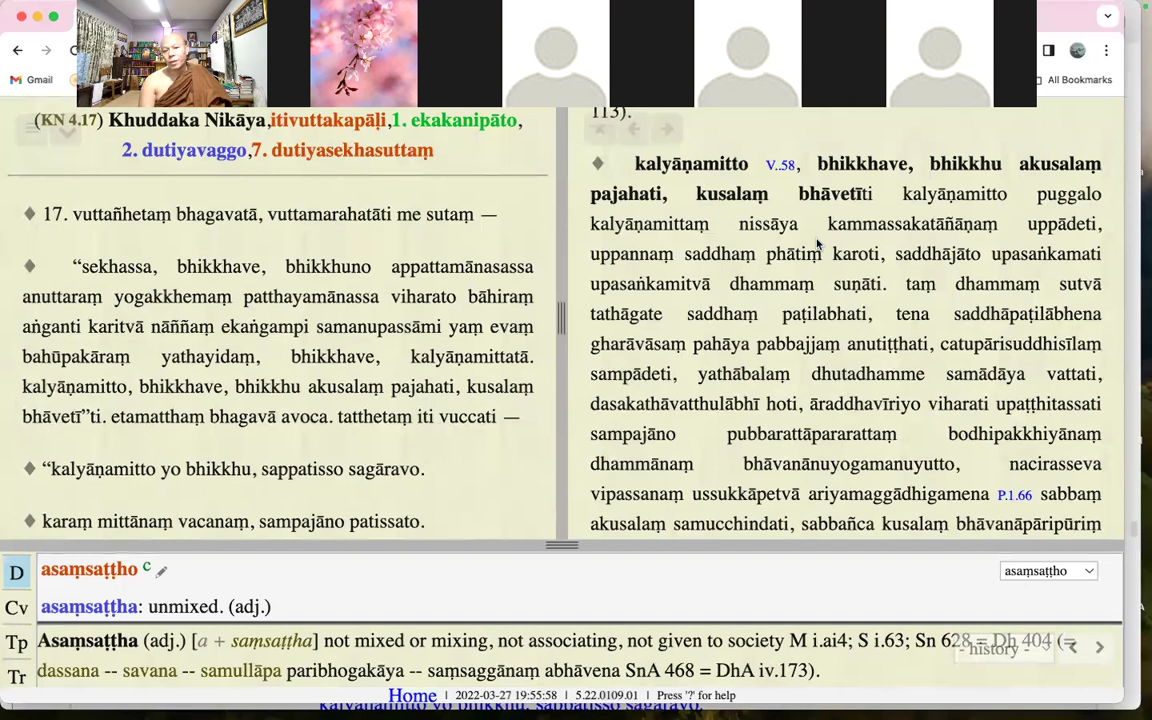 Gmail
All Bookmarks
(KN 4.17) Khuddaka Nikāya,itivuttakapāḷi,1. ekakanipāto,
2. dutiyavaggo,7. dutiyasekhasuttaṃ
♦ 17. vuttañhetaṃ bhagavatā, vuttamarahatāti me sutaṃ —
♦ “sekhassa, bhikkhave, bhikkhuno appattamānasassa
anuttaraṃ yogakkhemaṃ patthayamānassa viharato bāhiraṃ
aṅganti karitvā nāññaṃ ekaṅgampi samanupassāmi yaṃ evaṃ
bahūpakāraṃ yathayidaṃ, bhikkhave, kalyāṇamittatā.
kalyāṇamitto, bhikkhave, bhikkhu akusalaṃ pajahati, kusalaṃ
bhāvetī”ti. etamatthaṃ bhagavā avoca. tatthetaṃ iti vuccati —
♦ “kalyāṇamitto yo bhikkhu, sappatisso sagāravo.
♦ karaṃ mittānaṃ vacanaṃ, sampajāno patissato.
113).
♦ kalyāṇamitto V..58, bhikkhave, bhikkhu akusalaṃ
pajahati, kusalaṃ bhāvetīti kalyāṇamitto puggalo
kalyāṇamittaṃ nissāya kammassakatāñāṇaṃ uppādeti,
uppannaṃ saddhaṃ phātiṃ karoti, saddhājāto upasaṅkamati
upasaṅkamitvā dhammaṃ suṇāti. taṃ dhammaṃ sutvā
tathāgate saddhaṃ paṭilabhati, tena saddhāpaṭilābhena
gharāvāsaṃ pahāya pabbajjaṃ anutiṭṭhati, catupārisuddhisīlaṃ
sampādeti, yathābalaṃ dhutadhamme samādāya vattati,
dasakathāvatthulābhī hoti, āraddhavīriyo viharati upaṭṭhitassati
sampajāno pubbarattāpararattaṃ bodhipakkhiyānaṃ
dhammānaṃ bhāvanānuyogamanuyutto, nacirasseva
vipassanaṃ ussukkāpetvā ariyamaggādhigamena P.1.66 sabbaṃ
akusalaṃ samucchindati, sabbañca kusalaṃ bhāvanāpāripūriṃ
D
Cv
Tp
Tr
asaṃsaṭṭho c
asaṃsaṭṭho
asaṃsaṭṭha: unmixed. (adj.)
Asaṃsaṭṭha (adj.) [a + saṃsaṭṭha] not mixed or mixing, not associating, not given to society M i.ai4; S i.63; Sn 628 = Dh 404 (=
dassana -- savana -- samullāpa paribhogakāya -- saṃsaggānaṃ abhāvena SnA 468 = DhA iv.173).
- history -
Home | 2022-03-27 19:55:58 | 5.22.0109.01 | Press '?' for help
kalyāṇamitto yo bhikkhu, sappatisso sagāravo.